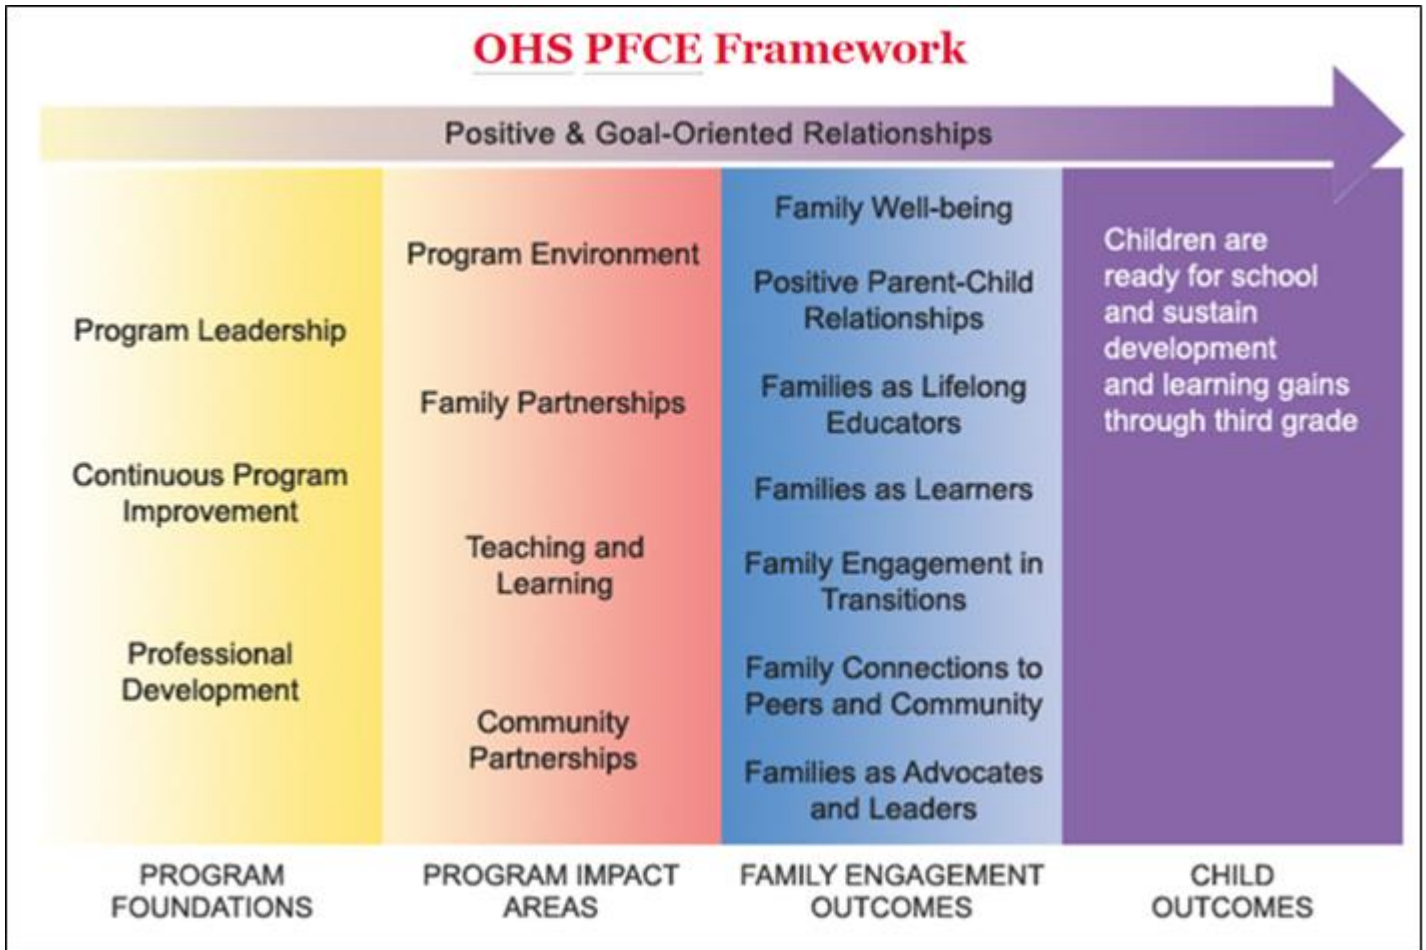 OHS PFCE Framework
Positive & Goal-Oriented Relationships
Program Leadership
Continuous Program
Improvement
Professional
Development
PROGRAM
FOUNDATIONS
Program Environment
Family Partnerships
Teaching and
Learning
Community
Partnerships
PROGRAM IMPACT
AREAS
Family Well-being
Positive Parent-Child
Relationships
Families as Lifelong
Educators
Families as Learners
Family Engagement in
Transitions
Family Connections to
Peers and Community
Families as Advocates
and Leaders
FAMILY ENGAGEMENT
OUTCOMES
Children are
ready for school
and sustain
development
and learning gains
through third grade
CHILD
OUTCOMES